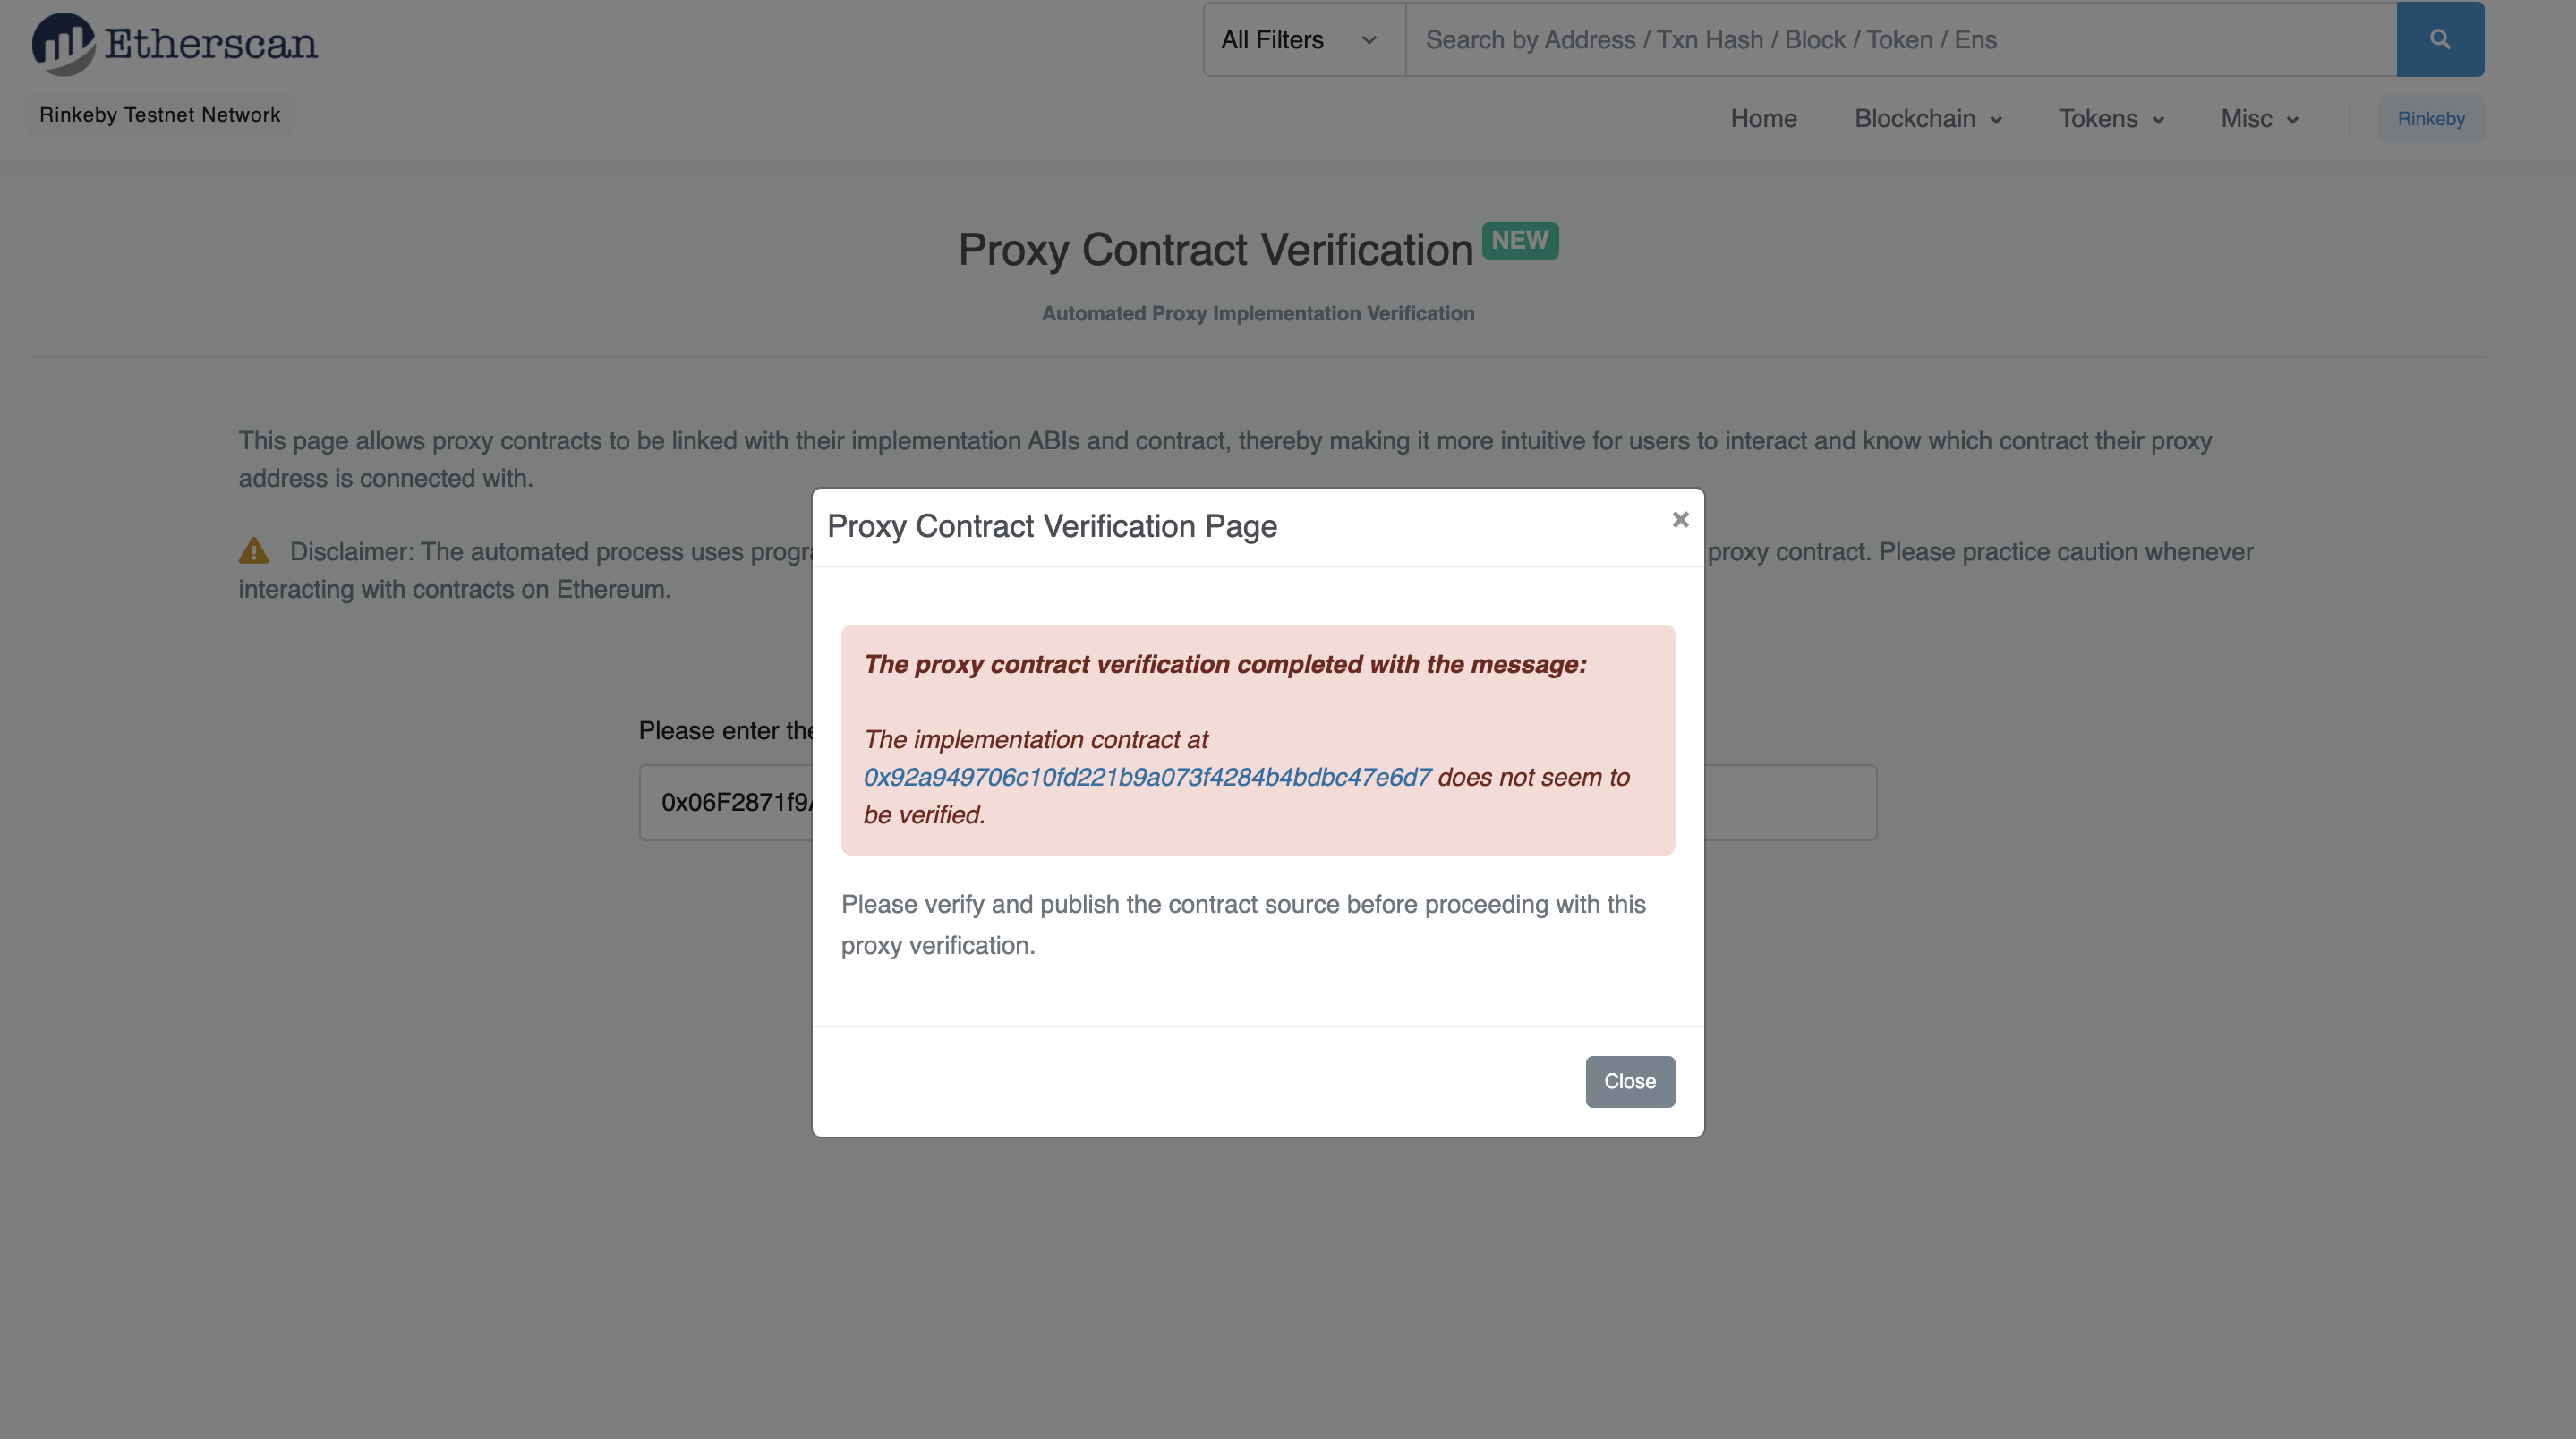 Etherscan
All Filters
Search by Address / Txn Hash / Block / Token / Ens
Rinkeby Testnet Network
Home
Blockchain
Tokens
Misc
Rinkeby
Proxy Contract Verification NEW
Automated Proxy Implementation Verification
This page allows proxy contracts to be linked with their implementation ABIs and contract, thereby making it more intuitive for users to interact and know which contract their proxy
address is connected with.
Disclaimer: The automated process uses proxy contract. Please practice caution whenever
interacting with contracts on Ethereum.
Please enter the
0x06F2871f9
Proxy Contract Verification Page
×
The proxy contract verification completed with the message:
The implementation contract at
0x92a949706c10fd221b9a073f4284b4bdbc47e6d7 does not seem to
be verified.
Please verify and publish the contract source before proceeding with this
proxy verification.
Close